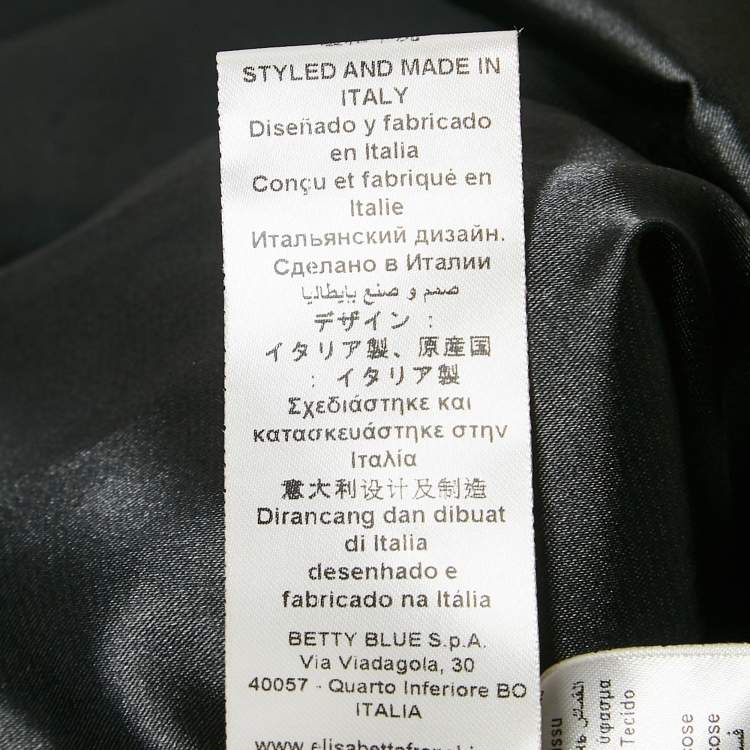 STYLED AND MADE IN
ITALY
Diseñado y fabricado
en Italia
Conçu et fabriqué en
Italie
Итальянский дизайн.
Сделано в Италии
صمم و صنع بإيطاليا
デザイン :
イタリア製、原産国
: イタリア製
Σχεδιάστηκε και
κατασκευάστηκε στην
Ιταλία
意大利设计及制造
Dirancang dan dibuat
di Italia
desenhado e
fabricado na Itália
BETTY BLUE S.p.A.
Via Viadagola, 30
40057 - Quarto Inferiore BO
ITALIA
Tecido